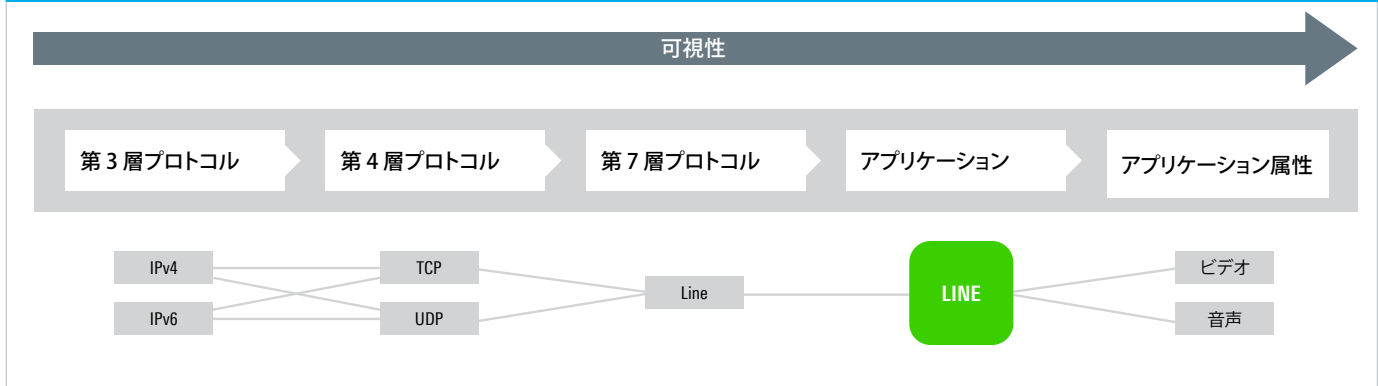 可視性
第 3 層プロトコル
第 4 層プロトコル
第 7 層プロトコル
アプリケーション
アプリケーション属性
IPv4
TCP
ビデオ
Line
LINE
IPv6
UDP
音声